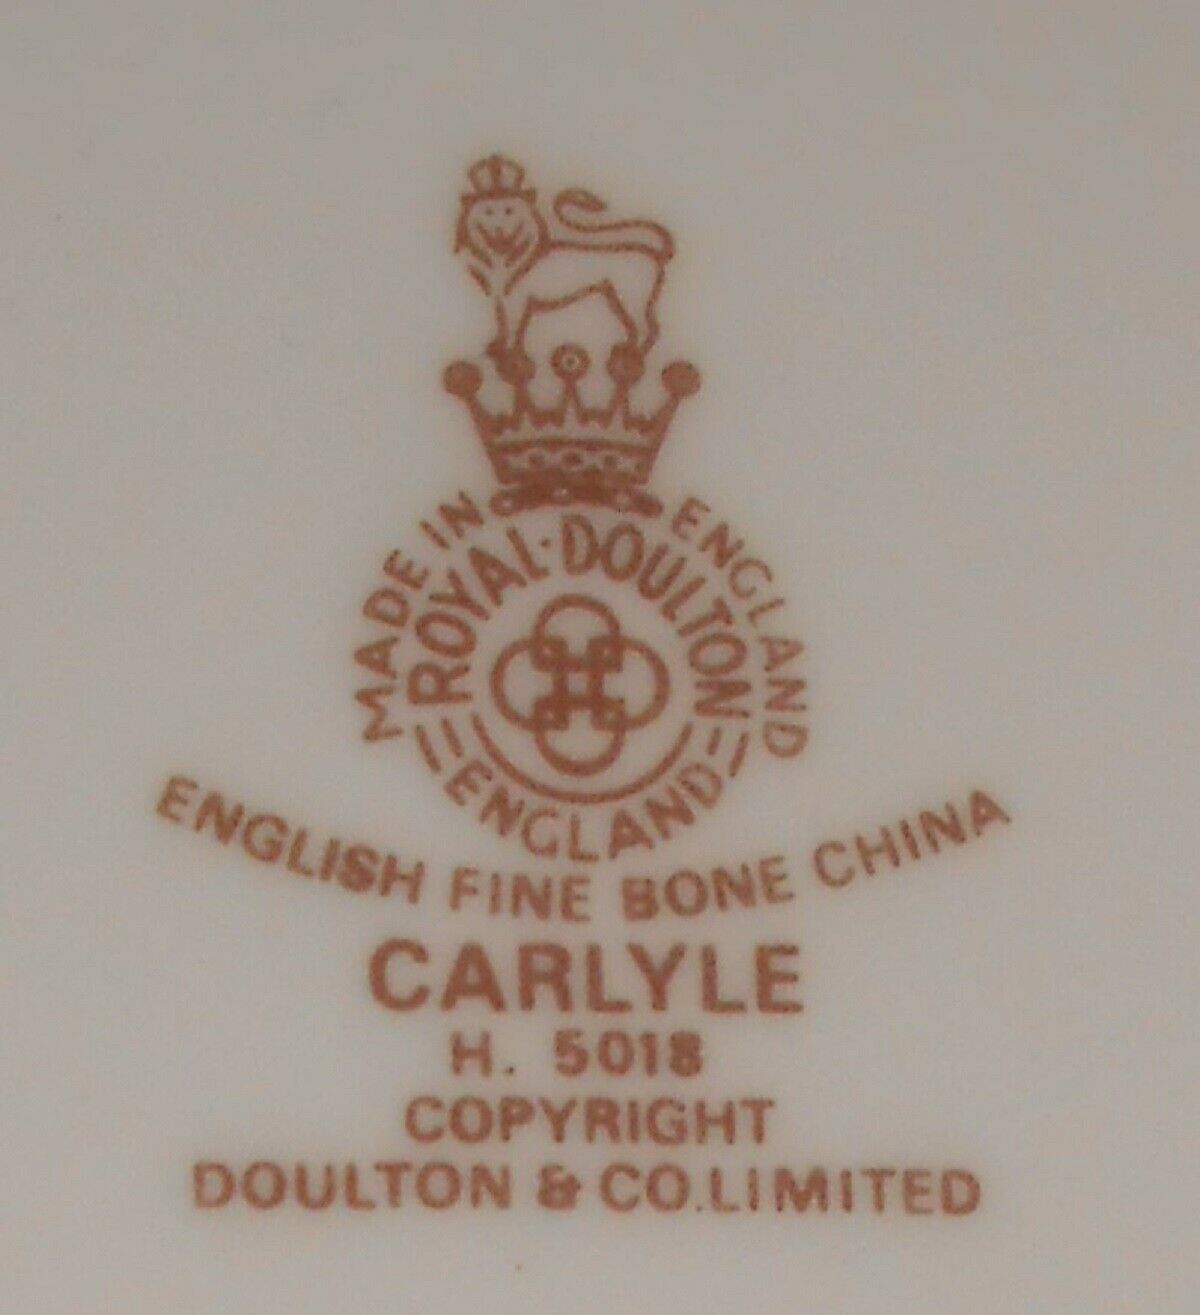 MADE IN ENGLAND
ROYAL·DOULTON
ENGLAND
ENGLISH FINE BONE CHINA
CARLYLE
H. 5018
COPYRIGHT
DOULTON & CO.LIMITED